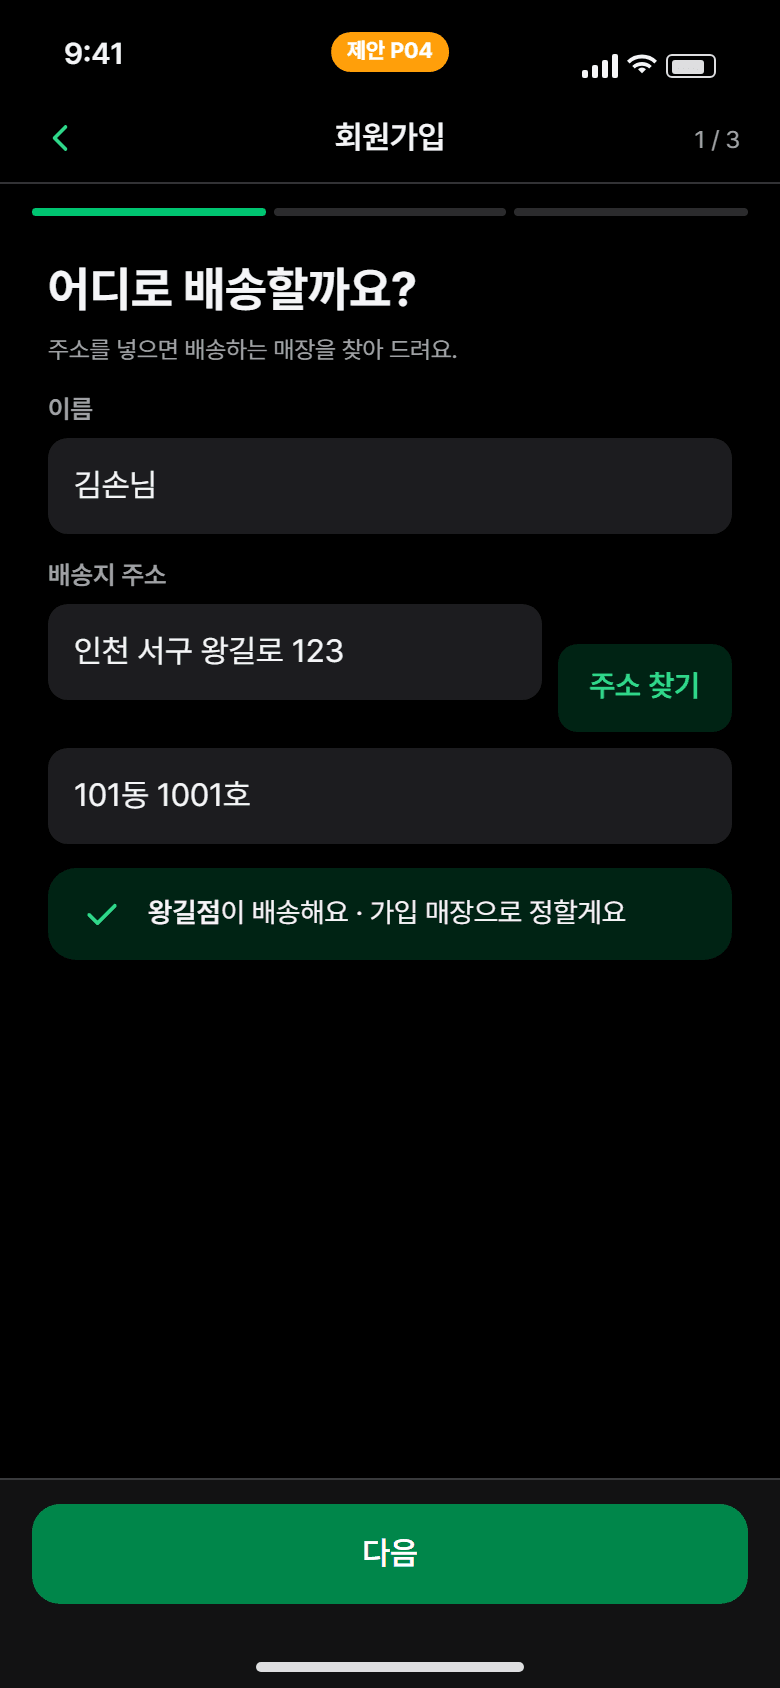 9:41
제안 P04
회원가입
1 / 3
어디로 배송할까요?
주소를 넣으면 배송하는 매장을 찾아 드려요.
이름
김손님
배송지 주소
인천 서구 왕길로 123
주소 찾기
101동 1001호
왕길점이 배송해요 · 가입 매장으로 정할게요
다음